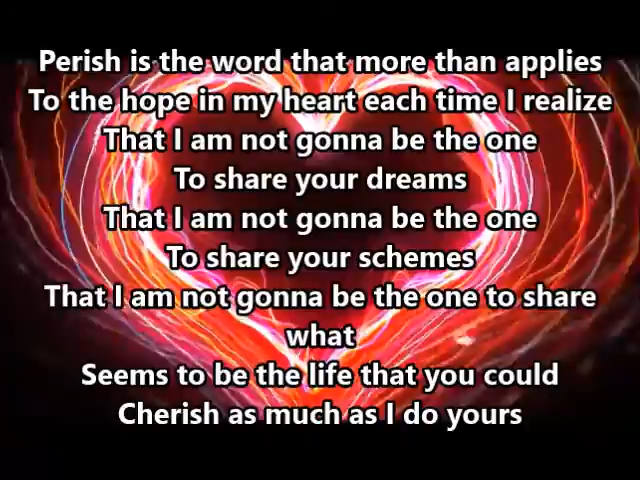 Perish is the word that more than applies
To the hope in my heart each time I realize
That I am not gonna be the one
To share your dreams
That I am not gonna be the one
To share your schemes
That I am not gonna be the one to share
what
Seems to be the life that you could
Cherish as much as I do yours